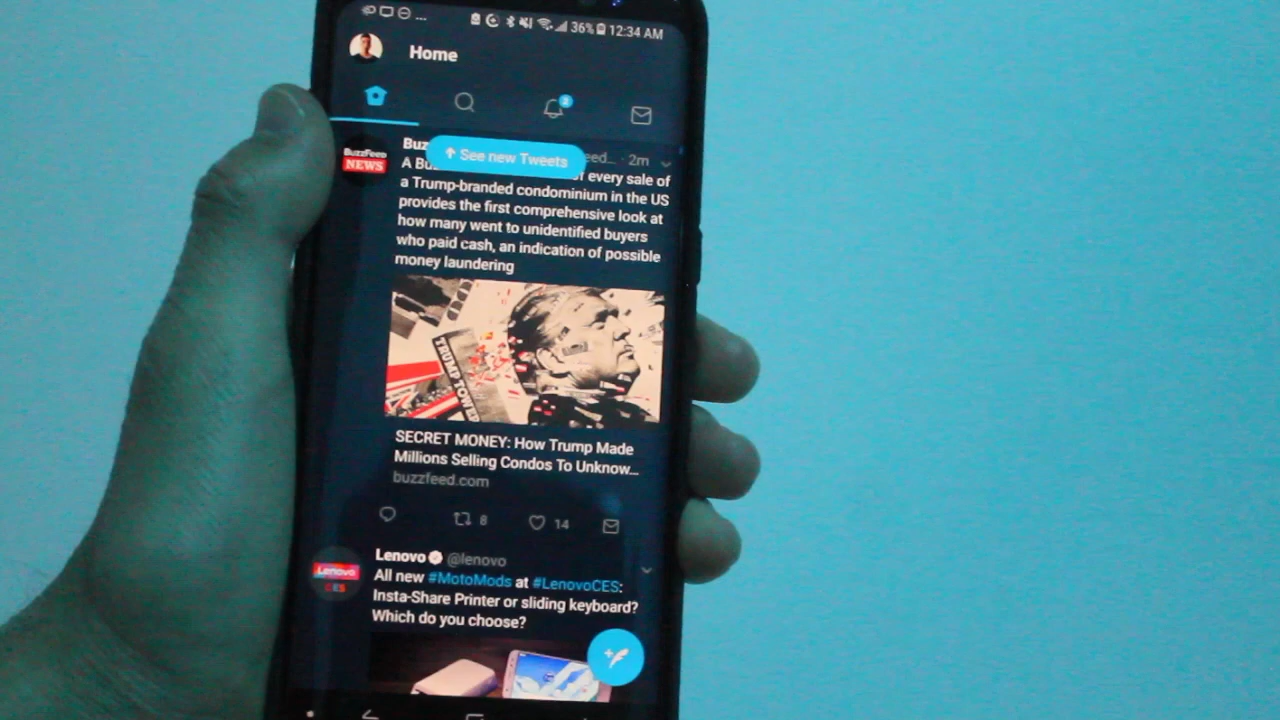 ... 36% 12:34 AM
Home
2
BuzzFeed NEWS
See new Tweets
2m
of every sale of
a Trump-branded condominium in the US
provides the first comprehensive look at
how many went to unidentified buyers
who paid cash, an indication of possible
money laundering
TRUMP TOWER
SECRET MONEY: How Trump Made
Millions Selling Condos To Unknow...
buzzfeed.com
8 14
Lenovo @lenovo
Lenovo
CES
All new #MotoMods at #LenovoCES:
Insta-Share Printer or sliding keyboard?
Which do you choose?